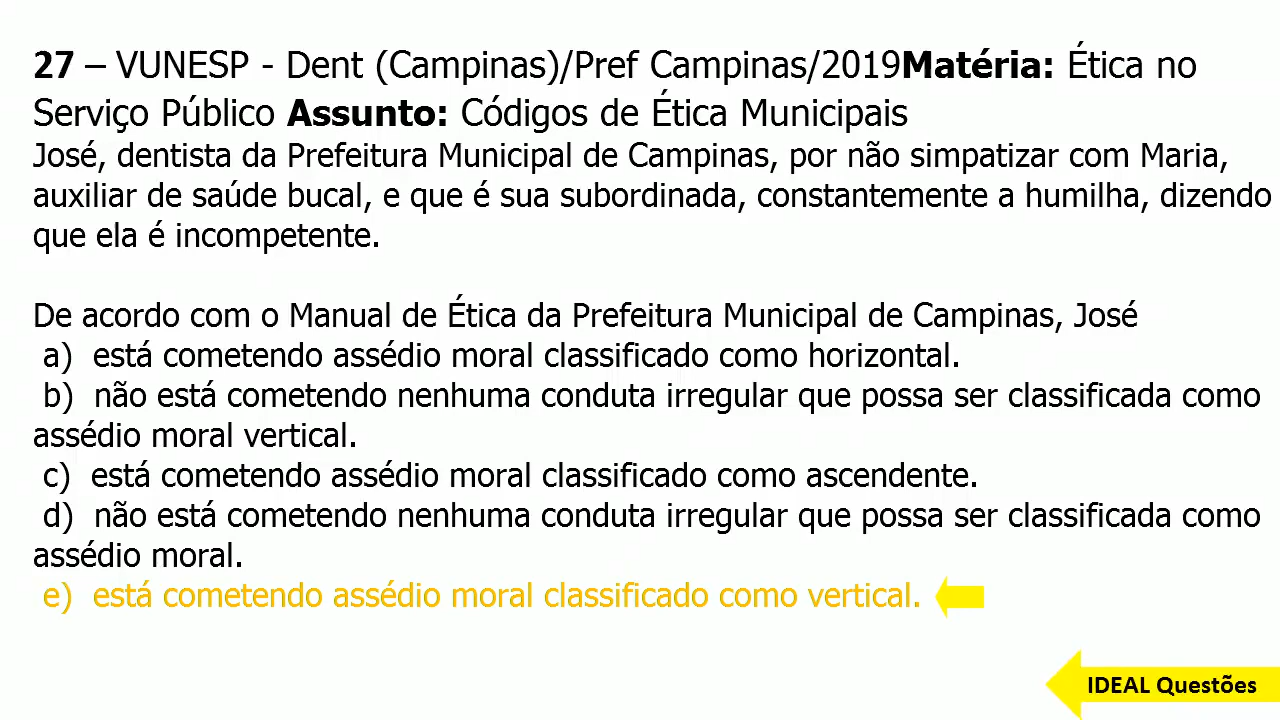 27 – VUNESP - Dent (Campinas)/Pref Campinas/2019Matéria: Ética no
Serviço Público Assunto: Códigos de Ética Municipais
José, dentista da Prefeitura Municipal de Campinas, por não simpatizar com Maria,
auxiliar de saúde bucal, e que é sua subordinada, constantemente a humilha, dizendo
que ela é incompetente.
De acordo com o Manual de Ética da Prefeitura Municipal de Campinas, José
a) está cometendo assédio moral classificado como horizontal.
b) não está cometendo nenhuma conduta irregular que possa ser classificada como
assédio moral vertical.
c) está cometendo assédio moral classificado como ascendente.
d) não está cometendo nenhuma conduta irregular que possa ser classificada como
assédio moral.
e) está cometendo assédio moral classificado como vertical.
IDEAL Questões